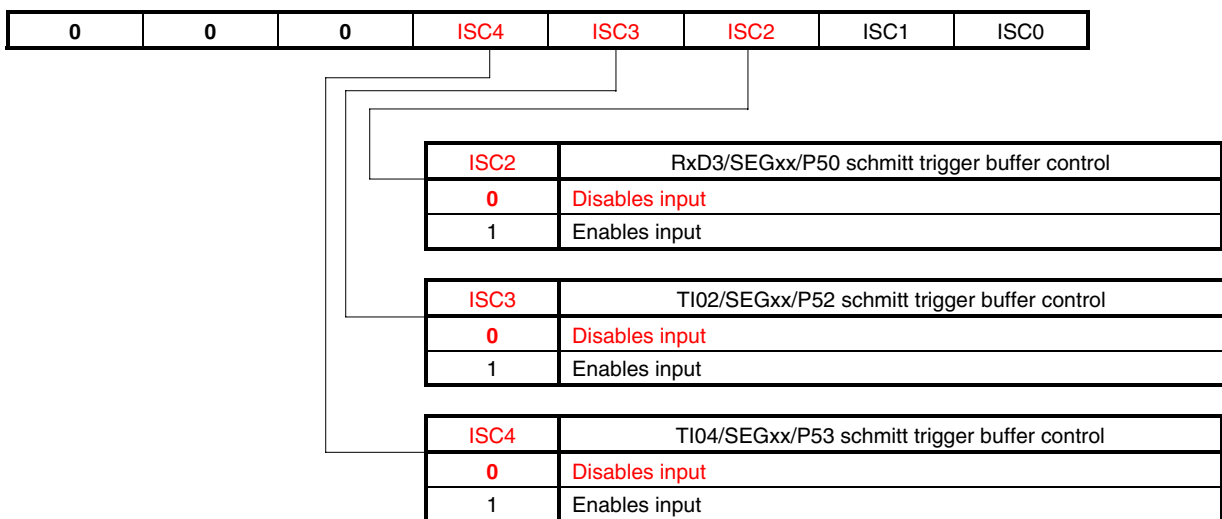 0 0 0 ISC4 ISC3 ISC2 ISC1 ISC0
ISC2 RxD3/SEGxx/P50 schmitt trigger buffer control
0 Disables input
1 Enables input
ISC3 TI02/SEGxx/P52 schmitt trigger buffer control
0 Disables input
1 Enables input
ISC4 TI04/SEGxx/P53 schmitt trigger buffer control
0 Disables input
1 Enables input